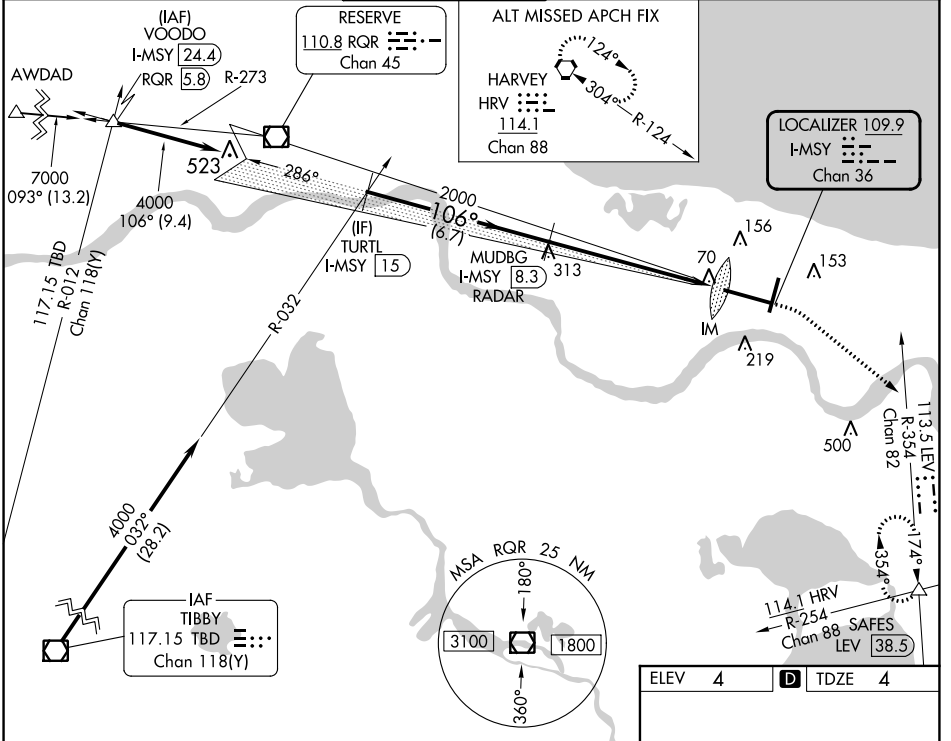 (IAF)
VOODO
I-MSY 24.4
RQR 5.8
AWDAD
R-273
7000
093° (13.2)
4000
106° (9.4)
523
RESERVE
110.8 RQR
Chan 45
ALT MISSED APCH FIX
HARVEY
HRV
114.1
Chan 88
124°
304°
R-124
LOCALIZER 109.9
I-MSY
Chan 36
286°
2000
106°
(6.7)
(IF)
TURTL
I-MSY 15
MUDBG
I-MSY 8.3
RADAR
313
70
156
153
IM
219
500
117.15 TBD
R-012
Chan 118(Y)
R-032
4000
032°
(28.2)
IAF
TIBBY
117.15 TBD
Chan 118(Y)
MSA RQR 25 NM
180°
3100
1800
360°
113.5 LEV
R-354
Chan 82
354°
174°
114.1 HRV
R-254
Chan 88
SAFES
LEV 38.5
ELEV 4
D
TDZE 4